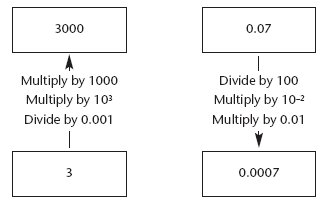 3000
Multiply by 1000
Multiply by 10³
Divide by 0.001
3
0.07
Divide by 100
Multiply by 10⁻²
Multiply by 0.01
0.0007